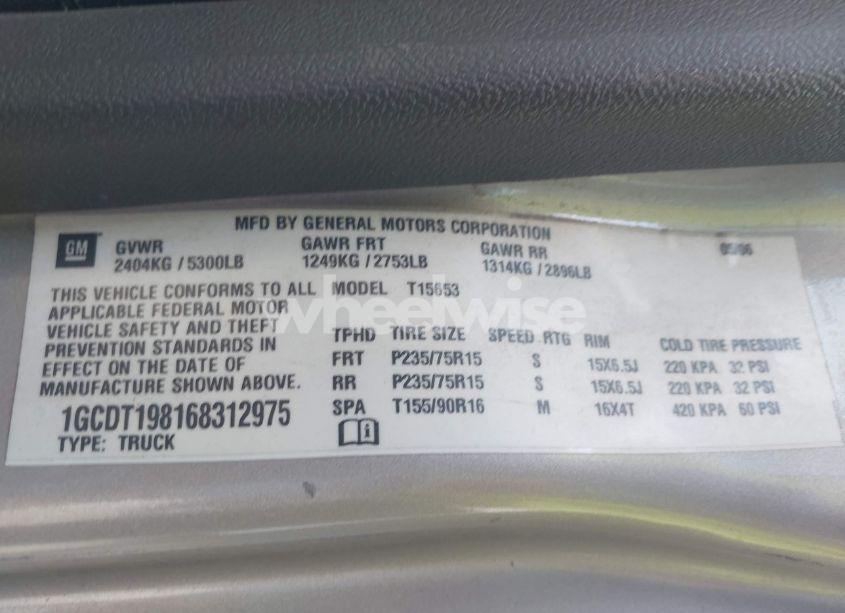 MFD BY GENERAL MOTORS CORPORATION
GM
GVWR GAWR FRT GAWR RR 05/06
2404KG / 5300LB 1249KG / 2753LB 1314KG / 2896LB
THIS VEHICLE CONFORMS TO ALL
APPLICABLE FEDERAL MOTOR
VEHICLE SAFETY AND THEFT
PREVENTION STANDARDS IN
EFFECT ON THE DATE OF
MANUFACTURE SHOWN ABOVE.
1GCDT198168312975
TYPE: TRUCK
MODEL T15653
TPHD TIRE SIZE SPEED RTG RIM COLD TIRE PRESSURE
FRT P235/75R15 S 15X6.5J 220 KPA 32 PSI
RR P235/75R15 S 15X6.5J 220 KPA 32 PSI
SPA T155/90R16 M 16X4T 420 KPA 60 PSI
wheelwise